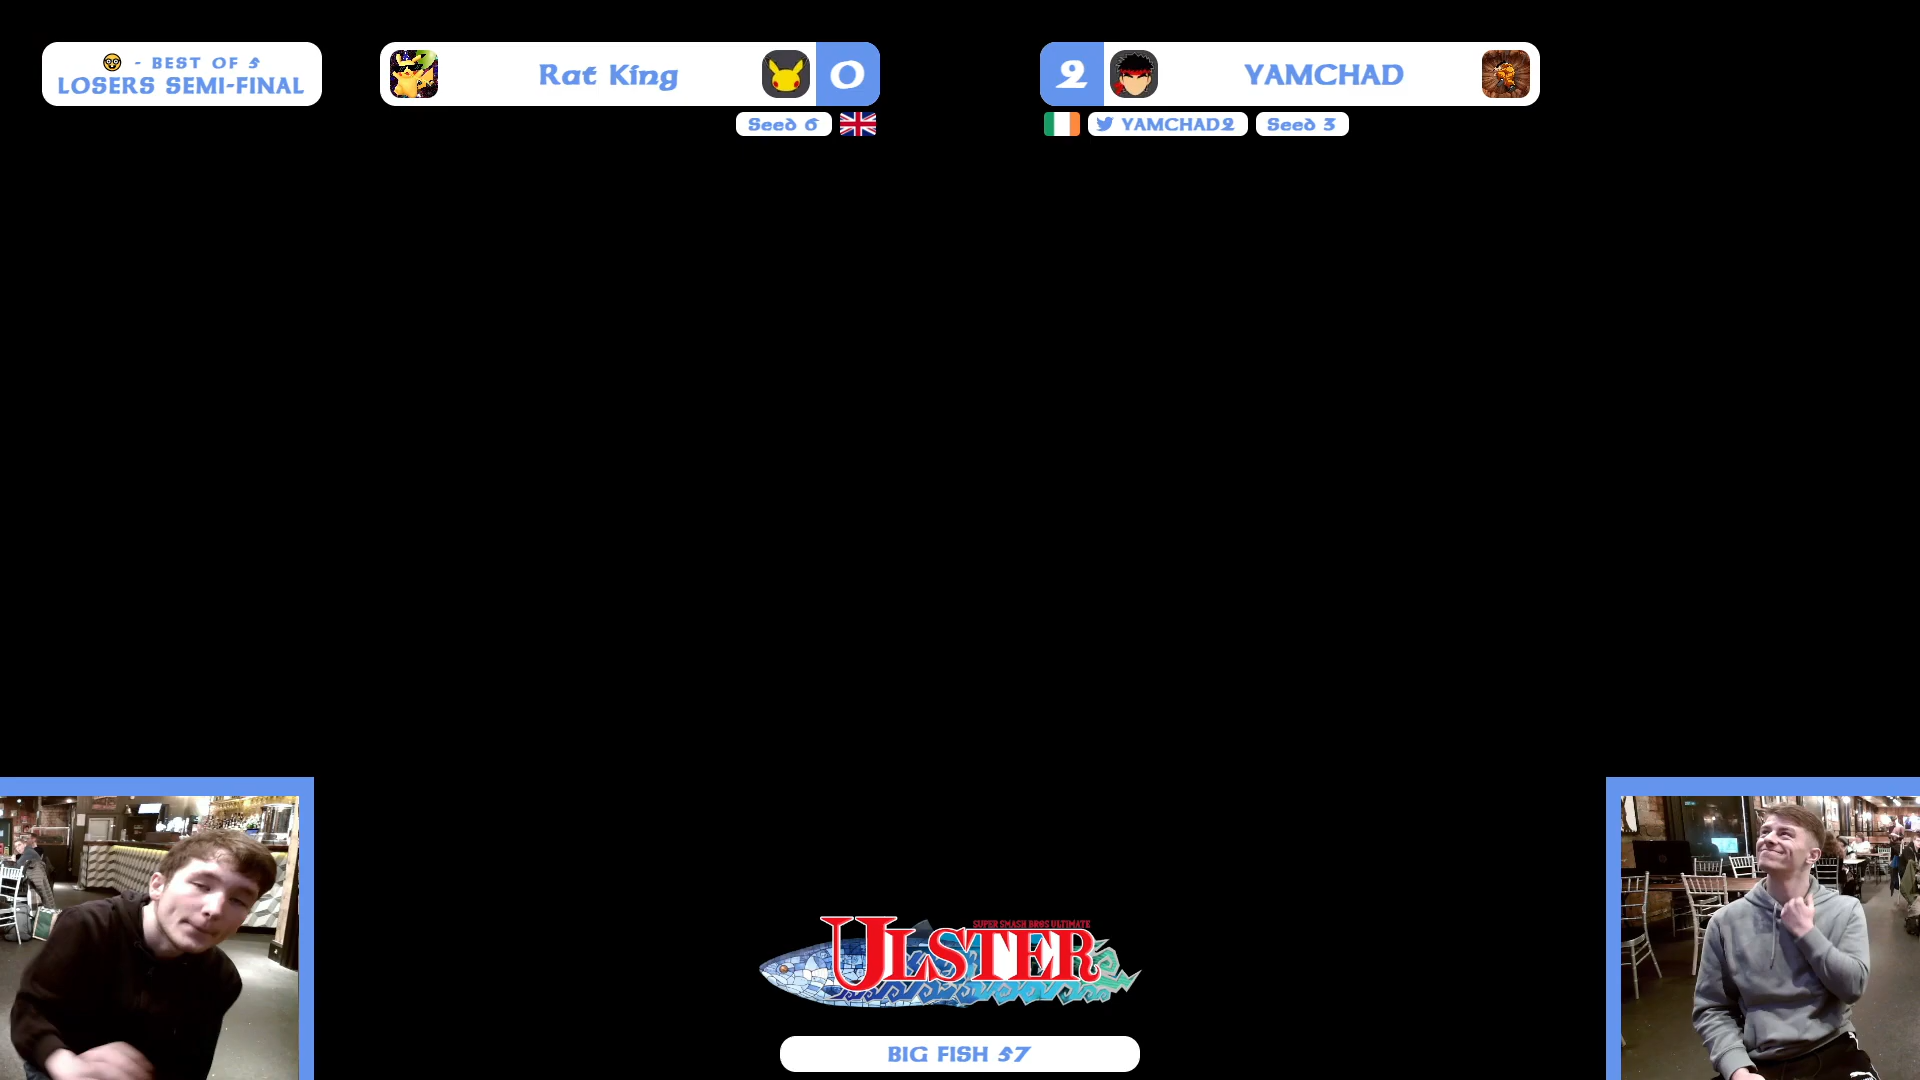 - BEST OF 5
LOSERS SEMI-FINAL
Rat King
0
Seed 6
2
YAMCHAD
YAMCHAD2
Seed 3
SUPER SMASH BROS ULTIMATE
ULSTER
BIG FISH 57